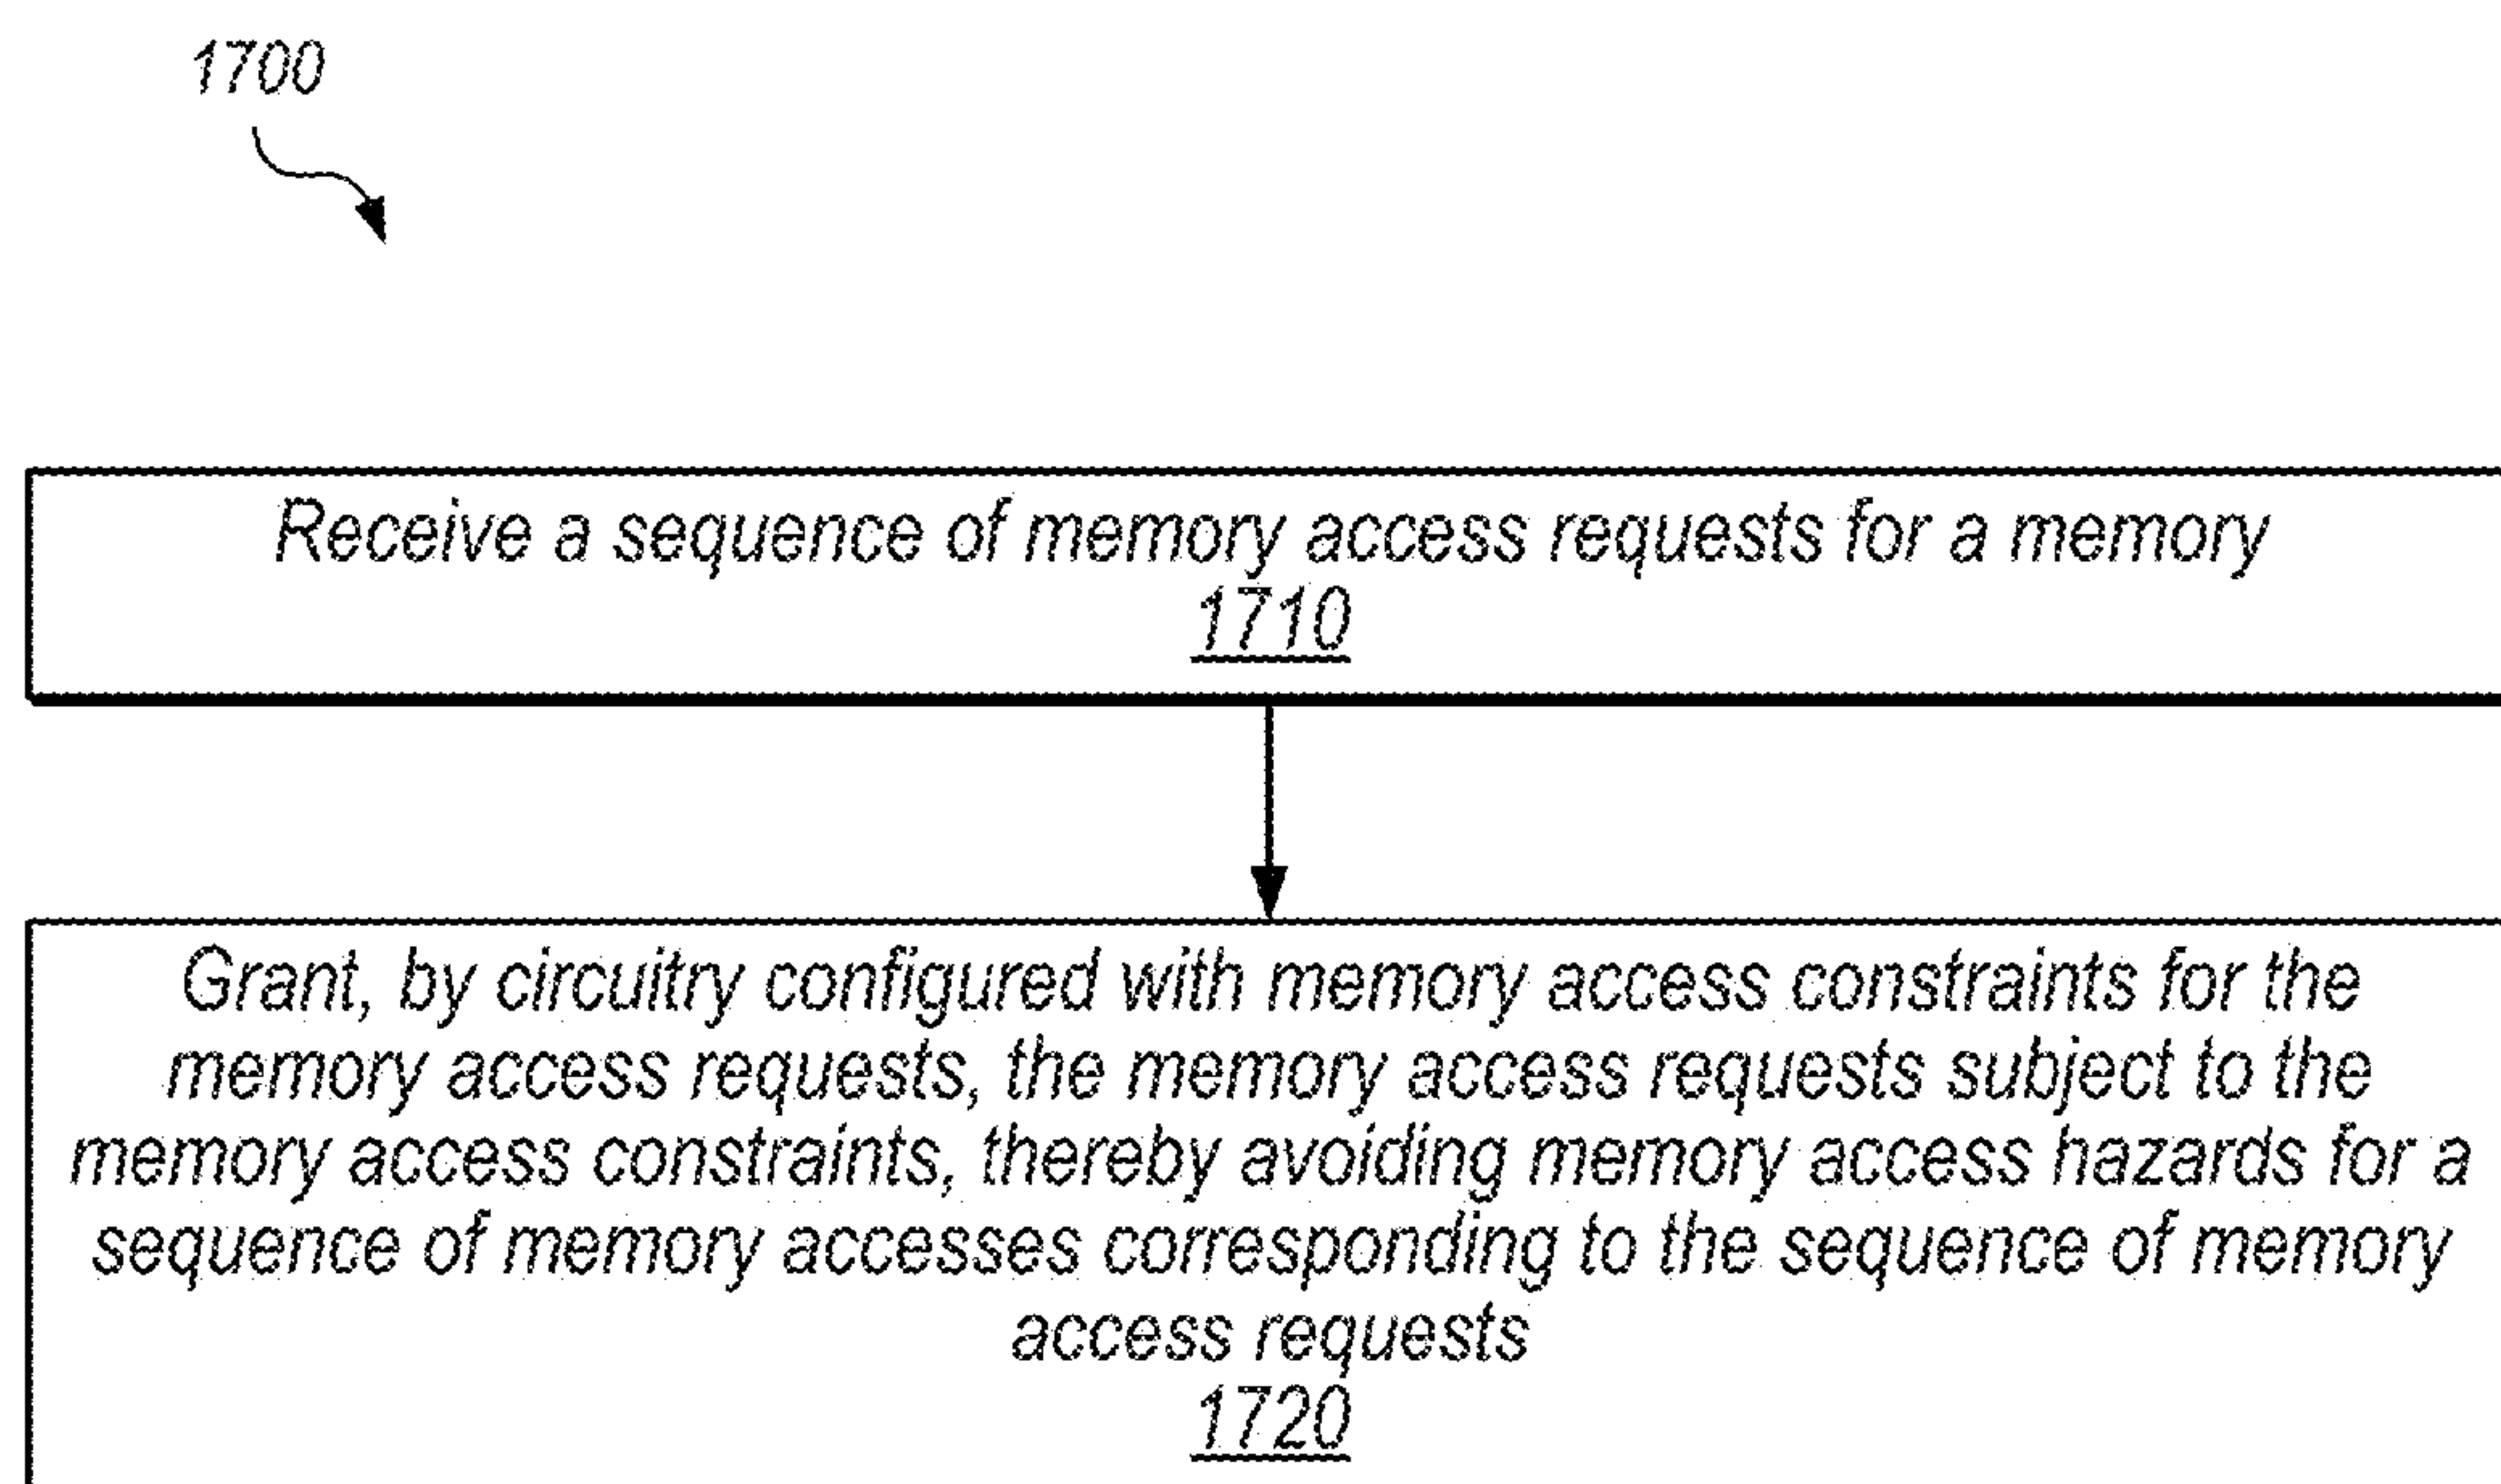 1700
Receive a sequence of memory access requests for a memory
1710
Grant, by circuitry configured with memory access constraints for the
memory access requests, the memory access requests subject to the
memory access constraints, thereby avoiding memory access hazards for a
sequence of memory accesses corresponding to the sequence of memory
access requests
1720